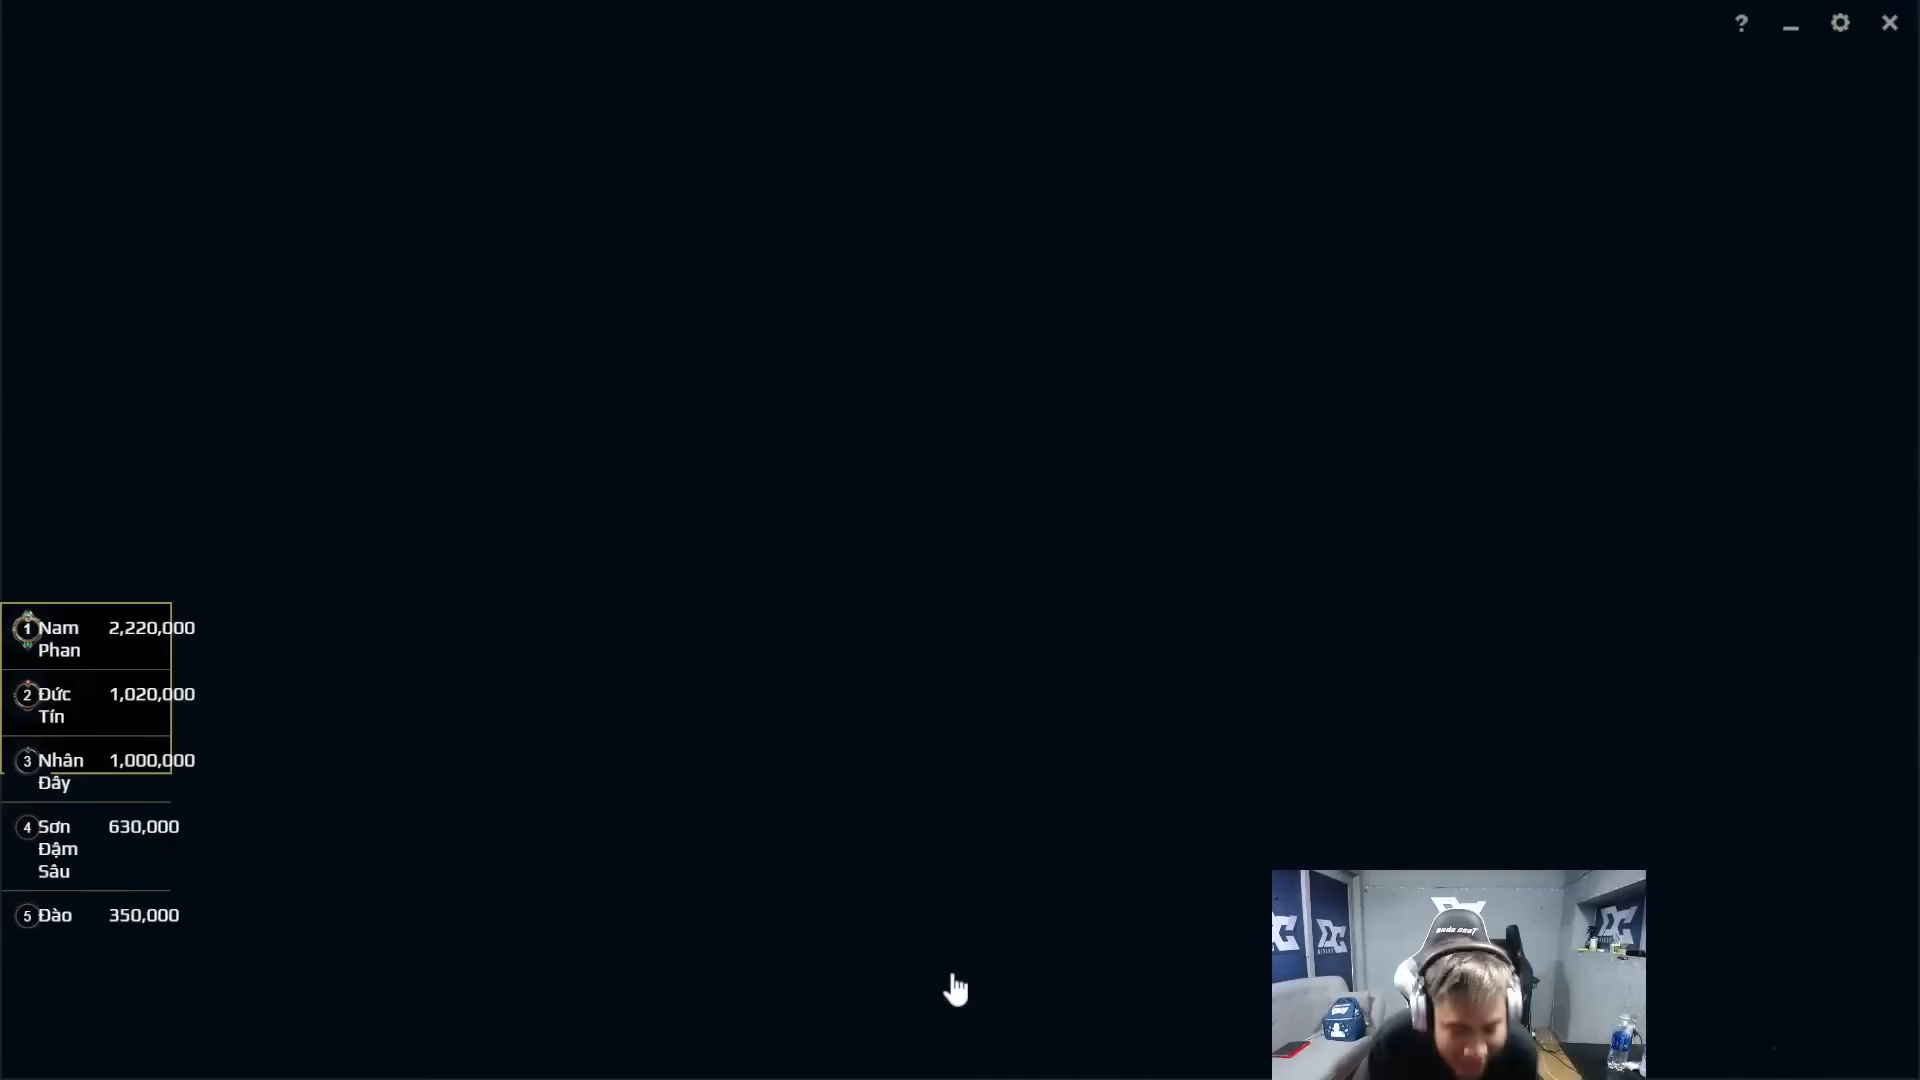 ?
1 Nam 2,220,000
Phan
2 Đức 1,020,000
Tín
3 Nhân 1,000,000
Đây
4 Sơn 630,000
Đậm
Sâu
5 Đào 350,000